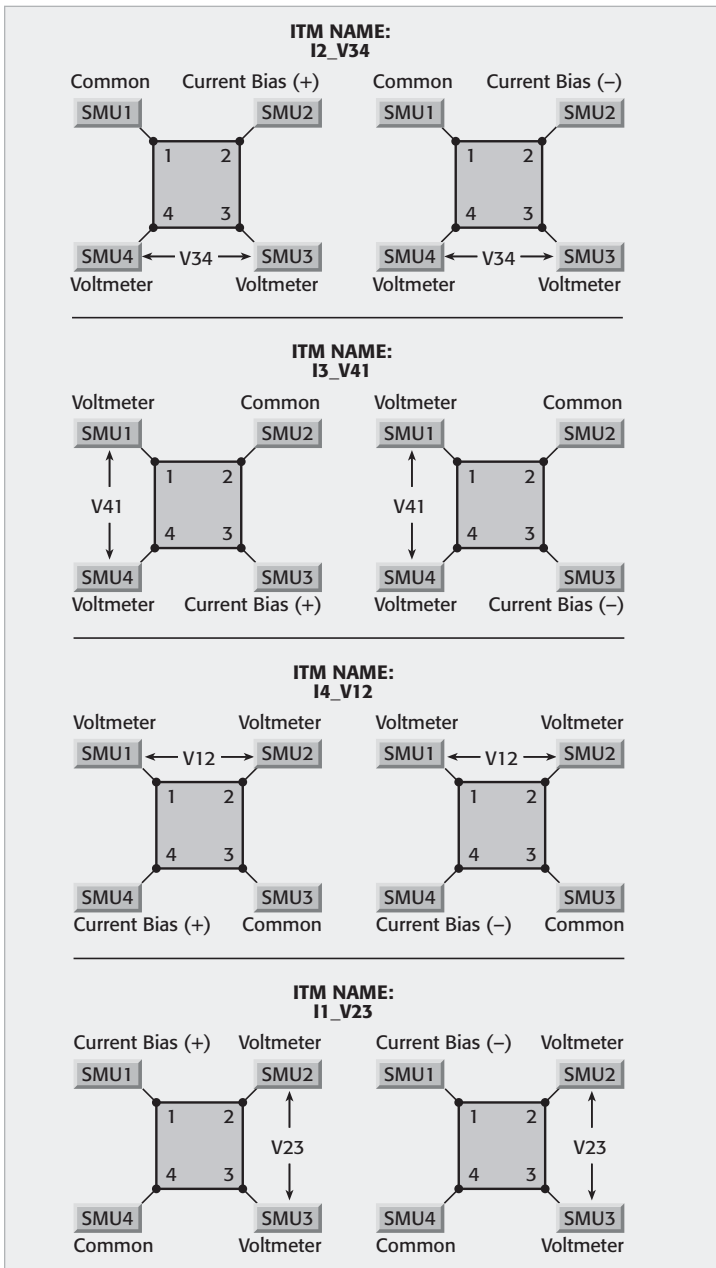 ITM NAME:
I2_V34
Common Current Bias (+) Common Current Bias (–)
SMU1 SMU2 SMU1 SMU2
1 2 1 2
4 3 4 3
SMU4 V34 SMU3 SMU4 V34 SMU3
Voltmeter Voltmeter Voltmeter Voltmeter
ITM NAME:
I3_V41
Voltmeter Common Voltmeter Common
SMU1 SMU2 SMU1 SMU2
1 2 1 2
V41 V41
4 3 4 3
SMU4 SMU3 SMU4 SMU3
Voltmeter Current Bias (+) Voltmeter Current Bias (–)
ITM NAME:
I4_V12
Voltmeter Voltmeter Voltmeter Voltmeter
SMU1 V12 SMU2 SMU1 V12 SMU2
1 2 1 2
4 3 4 3
SMU4 SMU3 SMU4 SMU3
Current Bias (+) Common Current Bias (–) Common
ITM NAME:
I1_V23
Current Bias (+) Voltmeter Current Bias (–) Voltmeter
SMU1 SMU2 SMU1 SMU2
1 2 1 2
V23 V23
4 3 4 3
SMU4 SMU3 SMU4 SMU3
Common Voltmeter Common Voltmeter